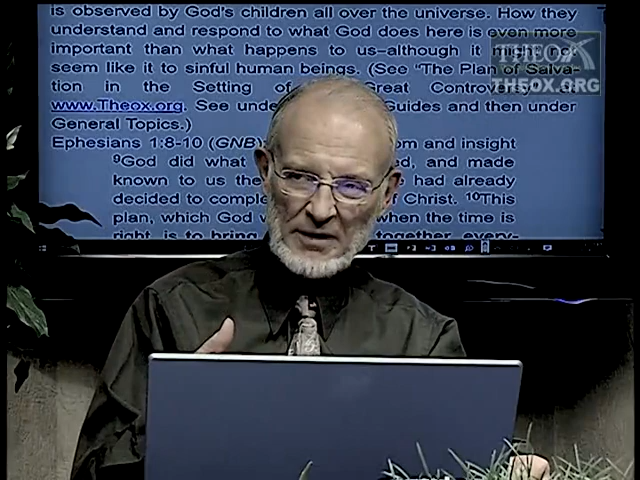 is observed by God's children all over the universe. How they
understand and respond to what God does here is even more
important than what happens to us–although it might not
seem like it to sinful human beings. (See "The Plan of Salva-
tion in the Setting of Great Controversy"
www.Theox.org. See unde Guides and then under
General Topics.)
Ephesians 1:8-10 (GNB) om and insight
9God did what ed, and made
known to us the had already
decided to comple f Christ. 10This
plan, which God w when the time is
right, is to bring together, every-
THEOX
THEOX.ORG